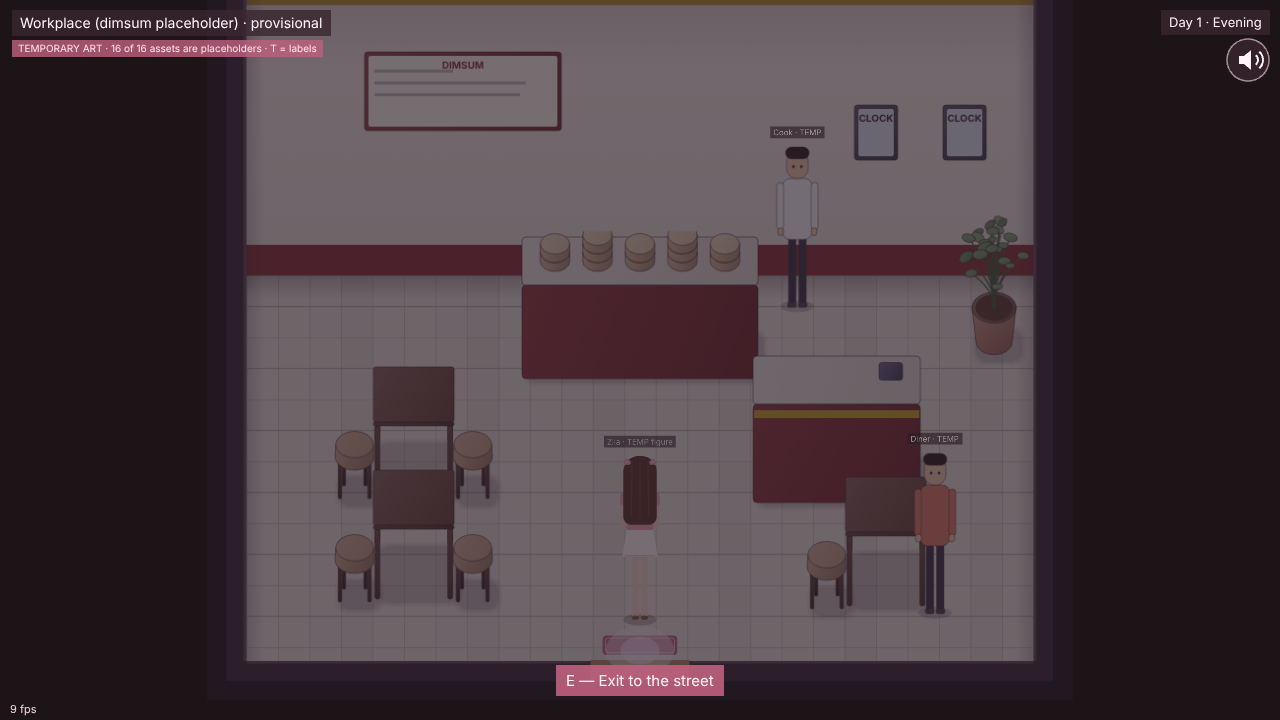 Workplace (dimsum placeholder) · provisional
TEMPORARY ART · 16 of 16 assets are placeholders · T = labels
Day 1 · Evening
DIMSUM
CLOCK
CLOCK
Cook · TEMP
Zita · TEMP figure
Diner · TEMP
E — Exit to the street
9 fps